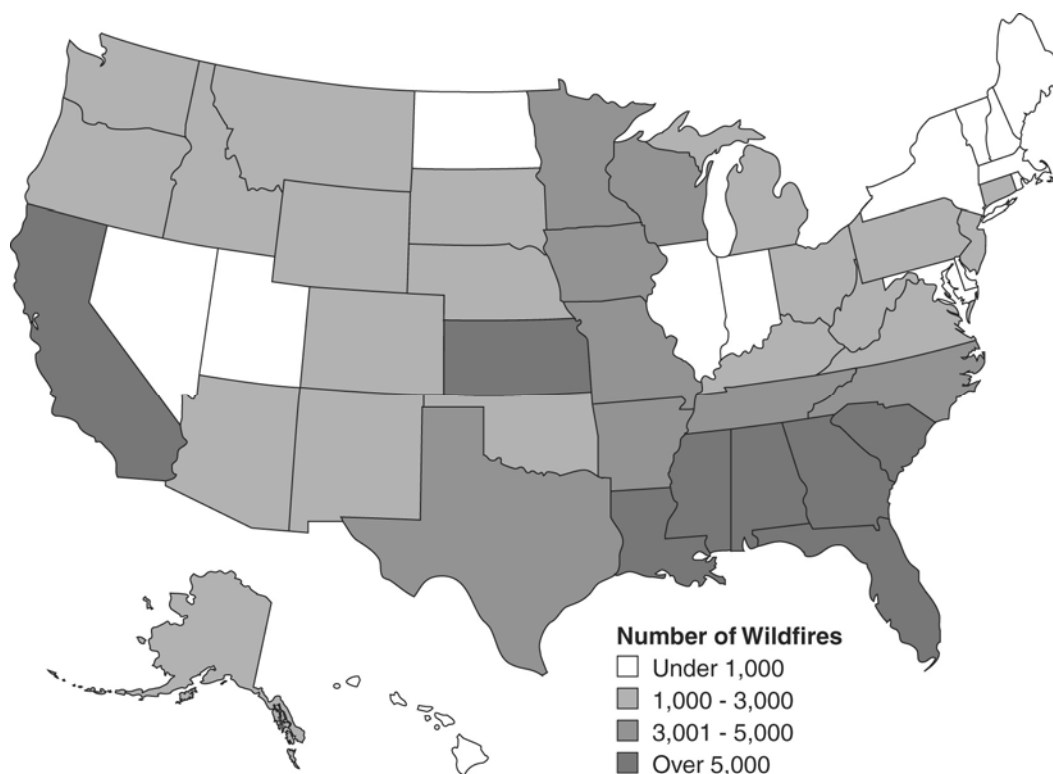 Number of Wildfires
Under 1,000
1,000 - 3,000
3,001 - 5,000
Over 5,000